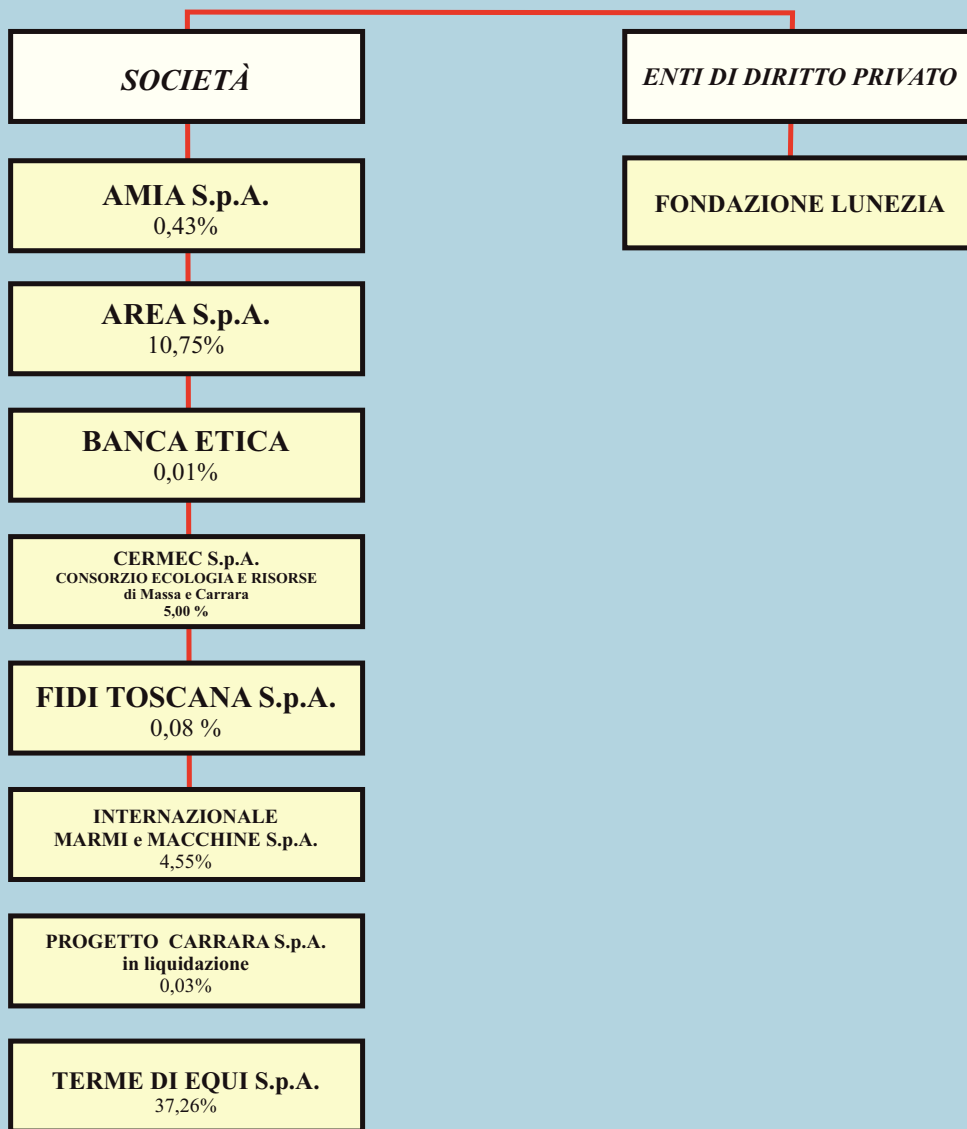 SOCIETÀ
ENTI DI DIRITTO PRIVATO
AMIA S.p.A.
0,43%
FONDAZIONE LUNEZIA
AREA S.p.A.
10,75%
BANCA ETICA
0,01%
CERMEC S.p.A.
CONSORZIO ECOLOGIA E RISORSE
di Massa e Carrara
5,00 %
FIDI TOSCANA S.p.A.
0,08 %
INTERNAZIONALE
MARMI e MACCHINE S.p.A.
4,55%
PROGETTO CARRARA S.p.A.
in liquidazione
0,03%
TERME DI EQUI S.p.A.
37,26%